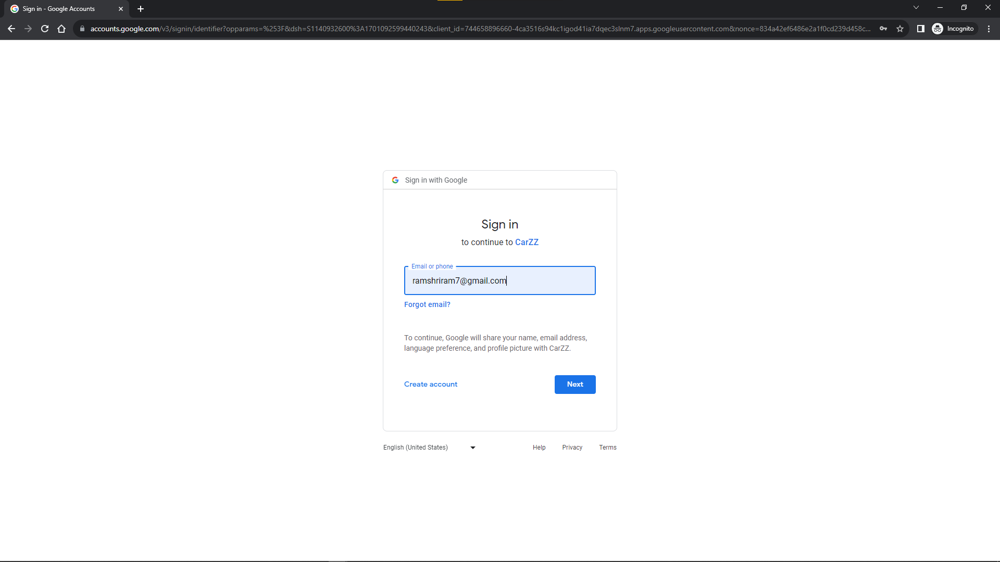 Sign in - Google Accounts
accounts.google.com/v3/signin/identifier?opparams=%253F&dsh=S1140932600%3A1701092599440243&client_id=744658896660-4ca3516s94kc1igod41ia7dqec3slnm7.apps.googleusercontent.com&nonce=834a42ef6486e2a1f0cd239d458c...
Incognito
Sign in with Google
Sign in
to continue to CarZZ
Email or phone
ramshriram7@gmail.com
Forgot email?
To continue, Google will share your name, email address,
language preference, and profile picture with CarZZ.
Create account
Next
English (United States)
Help
Privacy
Terms